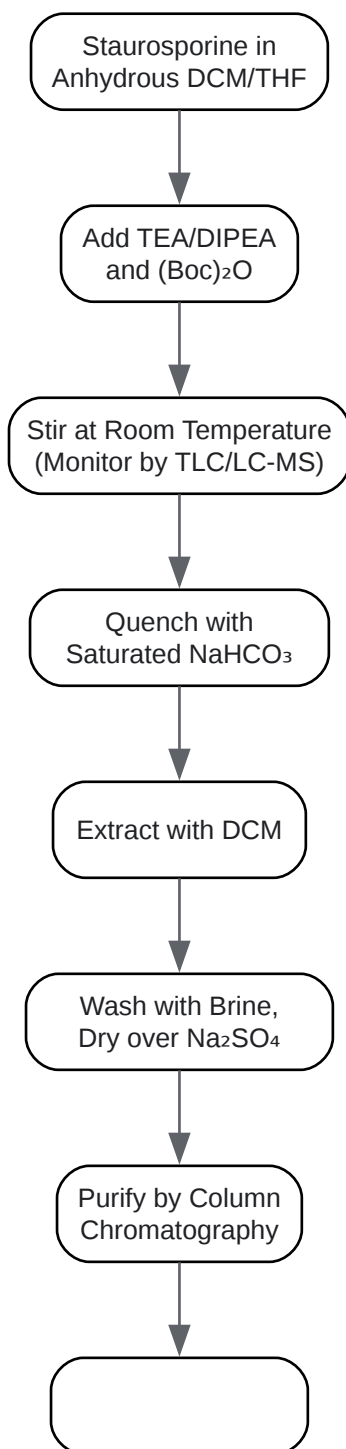 Staurosporine in
Anhydrous DCM/THF
Add TEA/DIPEA
and (Boc)₂O
Stir at Room Temperature
(Monitor by TLC/LC-MS)
Quench with
Saturated NaHCO₃
Extract with DCM
Wash with Brine,
Dry over Na₂SO₄
Purify by Column
Chromatography